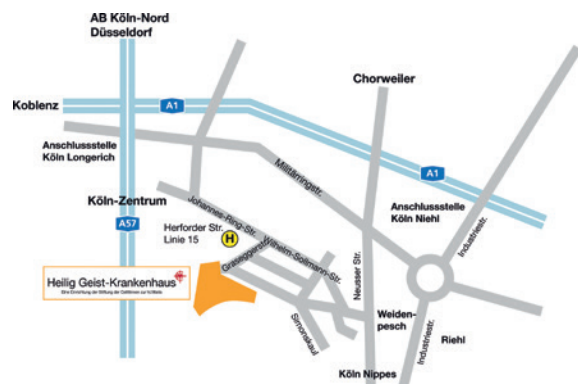 AB Köln-Nord
Düsseldorf
Chorweiler
Koblenz
A1
Anschlussstelle
Köln Longerich
A1
Militärringstr.
Köln-Zentrum
Anschlussstelle
Köln Niehl
Industriestr.
A57
Johannes-Ring-Str.
Herforder Str.
Linie 15
H
Wilhelm-Sollmann-Str.
Graseggerstr.
Neusser Str.
Heilig Geist-Krankenhaus
Simonskaul
Weiden-
pesch
Industriestr.
Riehl
Köln Nippes